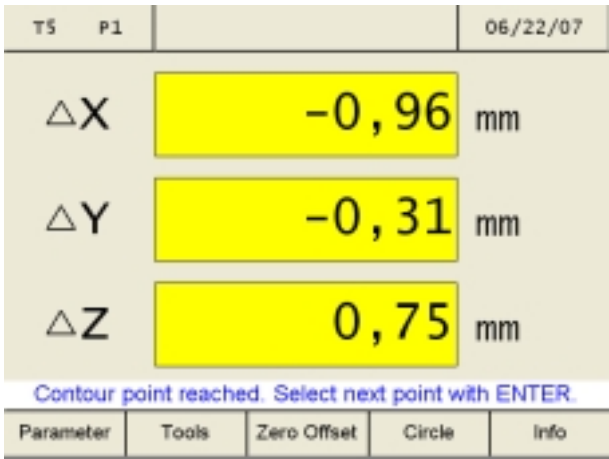 T5 P1 06/22/07
△X -0,96 mm
△Y -0,31 mm
△Z 0,75 mm
Contour point reached. Select next point with ENTER.
Parameter Tools Zero Offset Circle Info